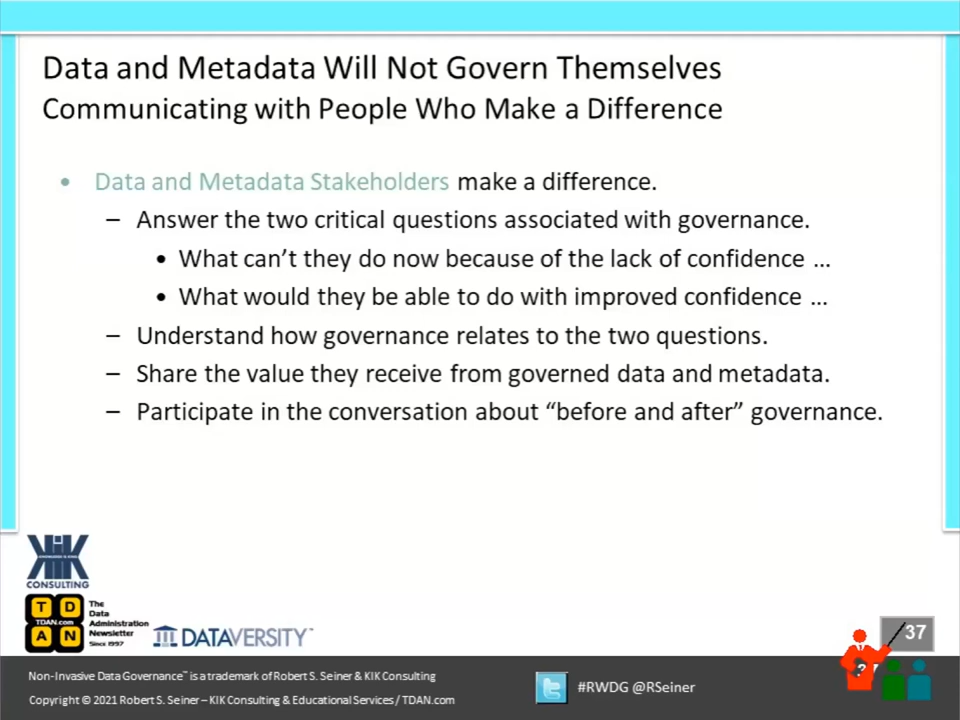 Data and Metadata Will Not Govern Themselves
Communicating with People Who Make a Difference
• Data and Metadata Stakeholders make a difference.
– Answer the two critical questions associated with governance.
• What can't they do now because of the lack of confidence ...
• What would they be able to do with improved confidence ...
– Understand how governance relates to the two questions.
– Share the value they receive from governed data and metadata.
– Participate in the conversation about “before and after” governance.
KIK
CONSULTING
T D
TDAN.com
A N
The
Data
Administration
Newsletter
Since 1997
DATAVERSITY™
37
Non-Invasive Data Governance™ is a trademark of Robert S. Seiner & KIK Consulting
Copyright © 2021 Robert S. Seiner – KIK Consulting & Educational Services / TDAN.com
#RWDG @RSeiner